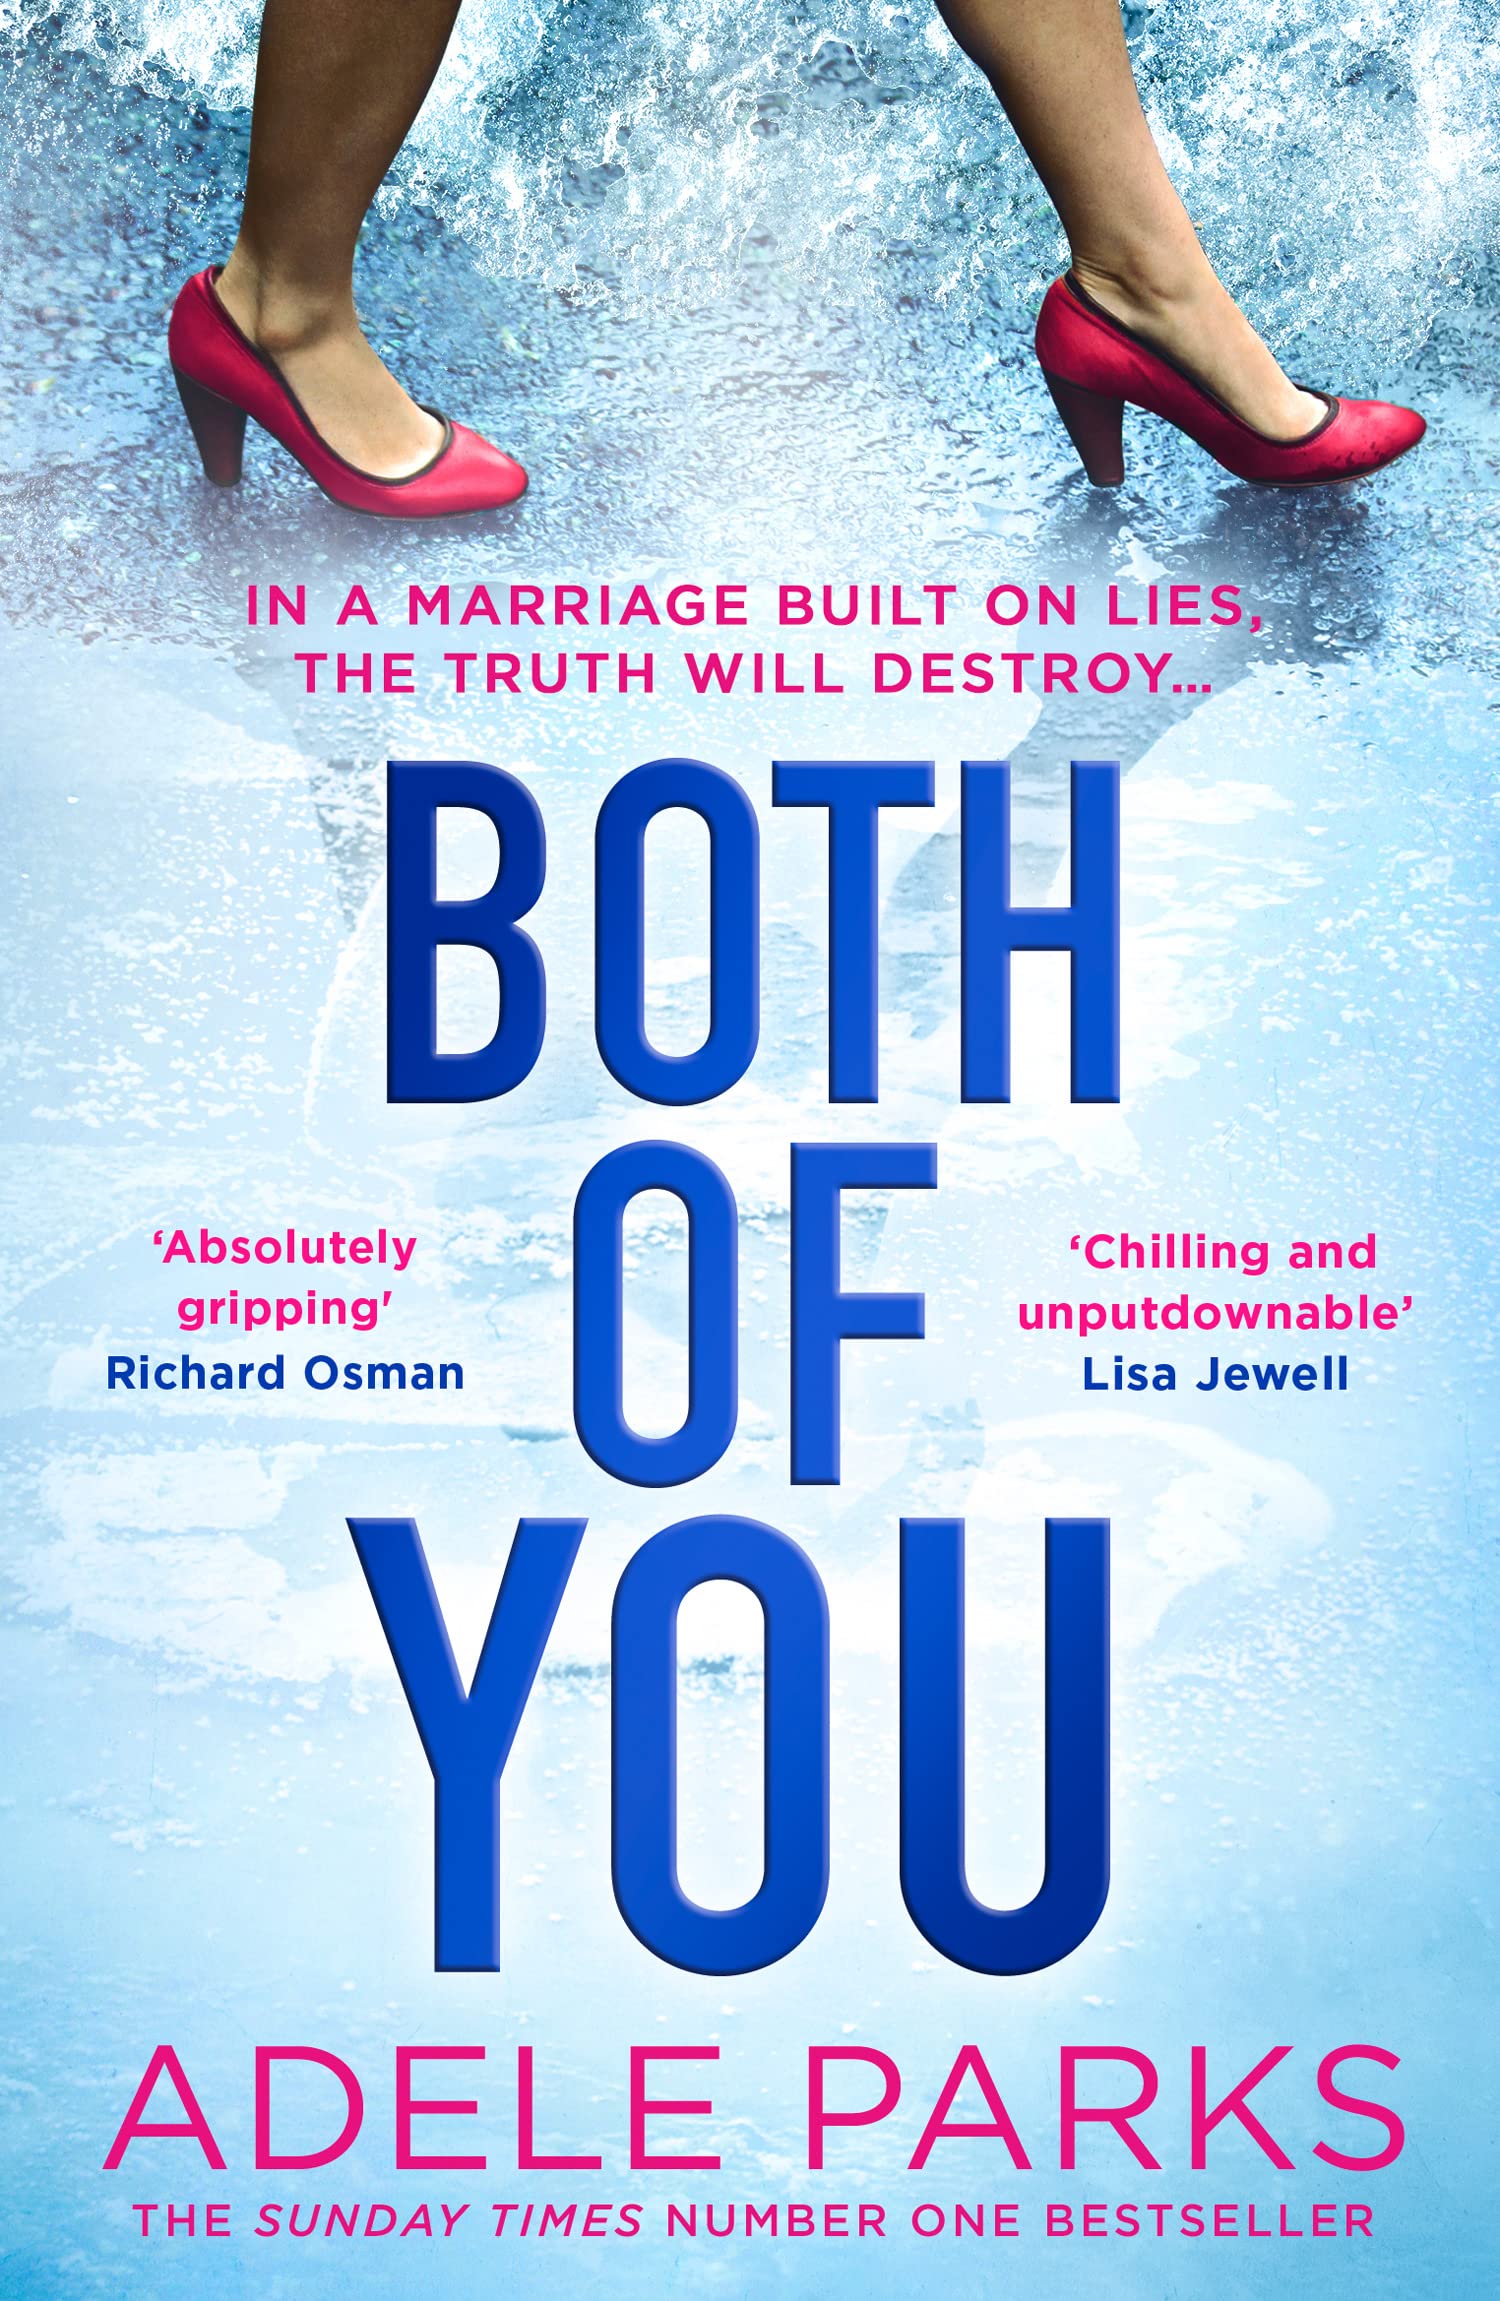 IN A MARRIAGE BUILT ON LIES,
THE TRUTH WILL DESTROY...
BOTH
OF
YOU
‘Absolutely
gripping'
Richard Osman
‘Chilling and
unputdownable’
Lisa Jewell
ADELE PARKS
THE SUNDAY TIMES NUMBER ONE BESTSELLER